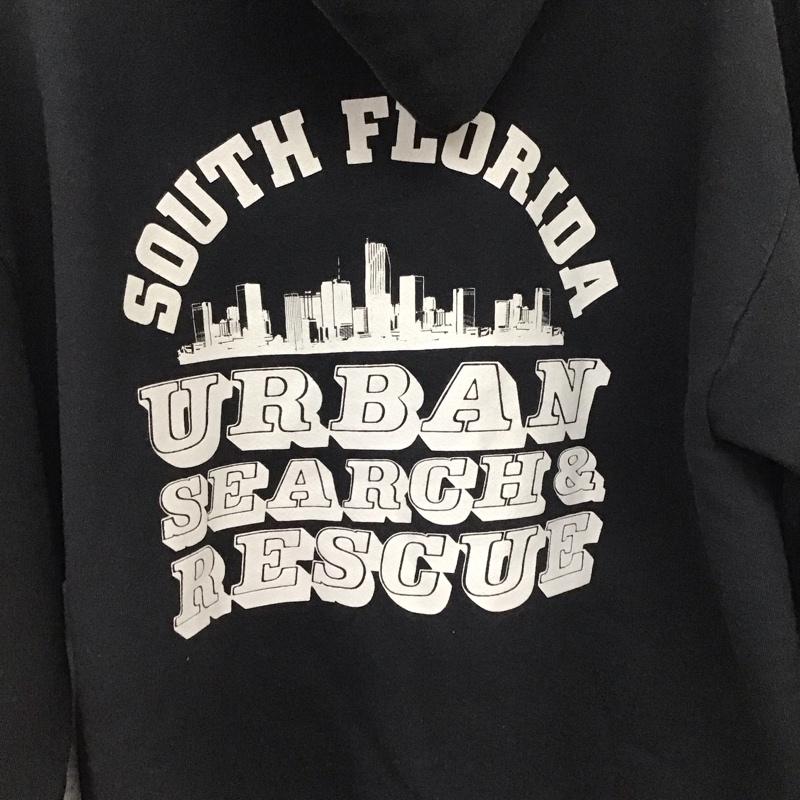 SOUTH FLORIDA
URBAN
SEARCH &
RESCUE